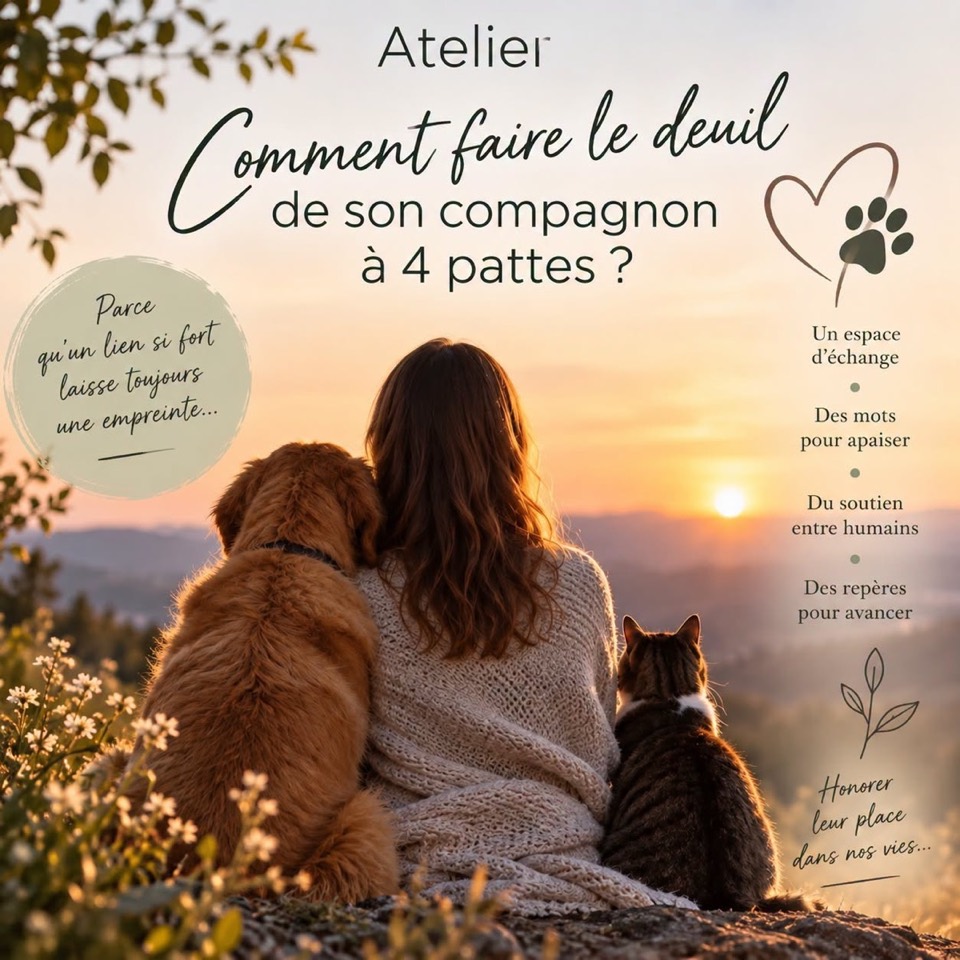 Atelier
Comment faire le deuil
de son compagnon
à 4 pattes ?
Parce
qu'un lien si fort
laisse toujours
une empreinte...
Un espace
d'échange
Des mots
pour apaiser
Du soutien
entre humains
Des repères
pour avancer
Honorer
leur place
dans nos vies...